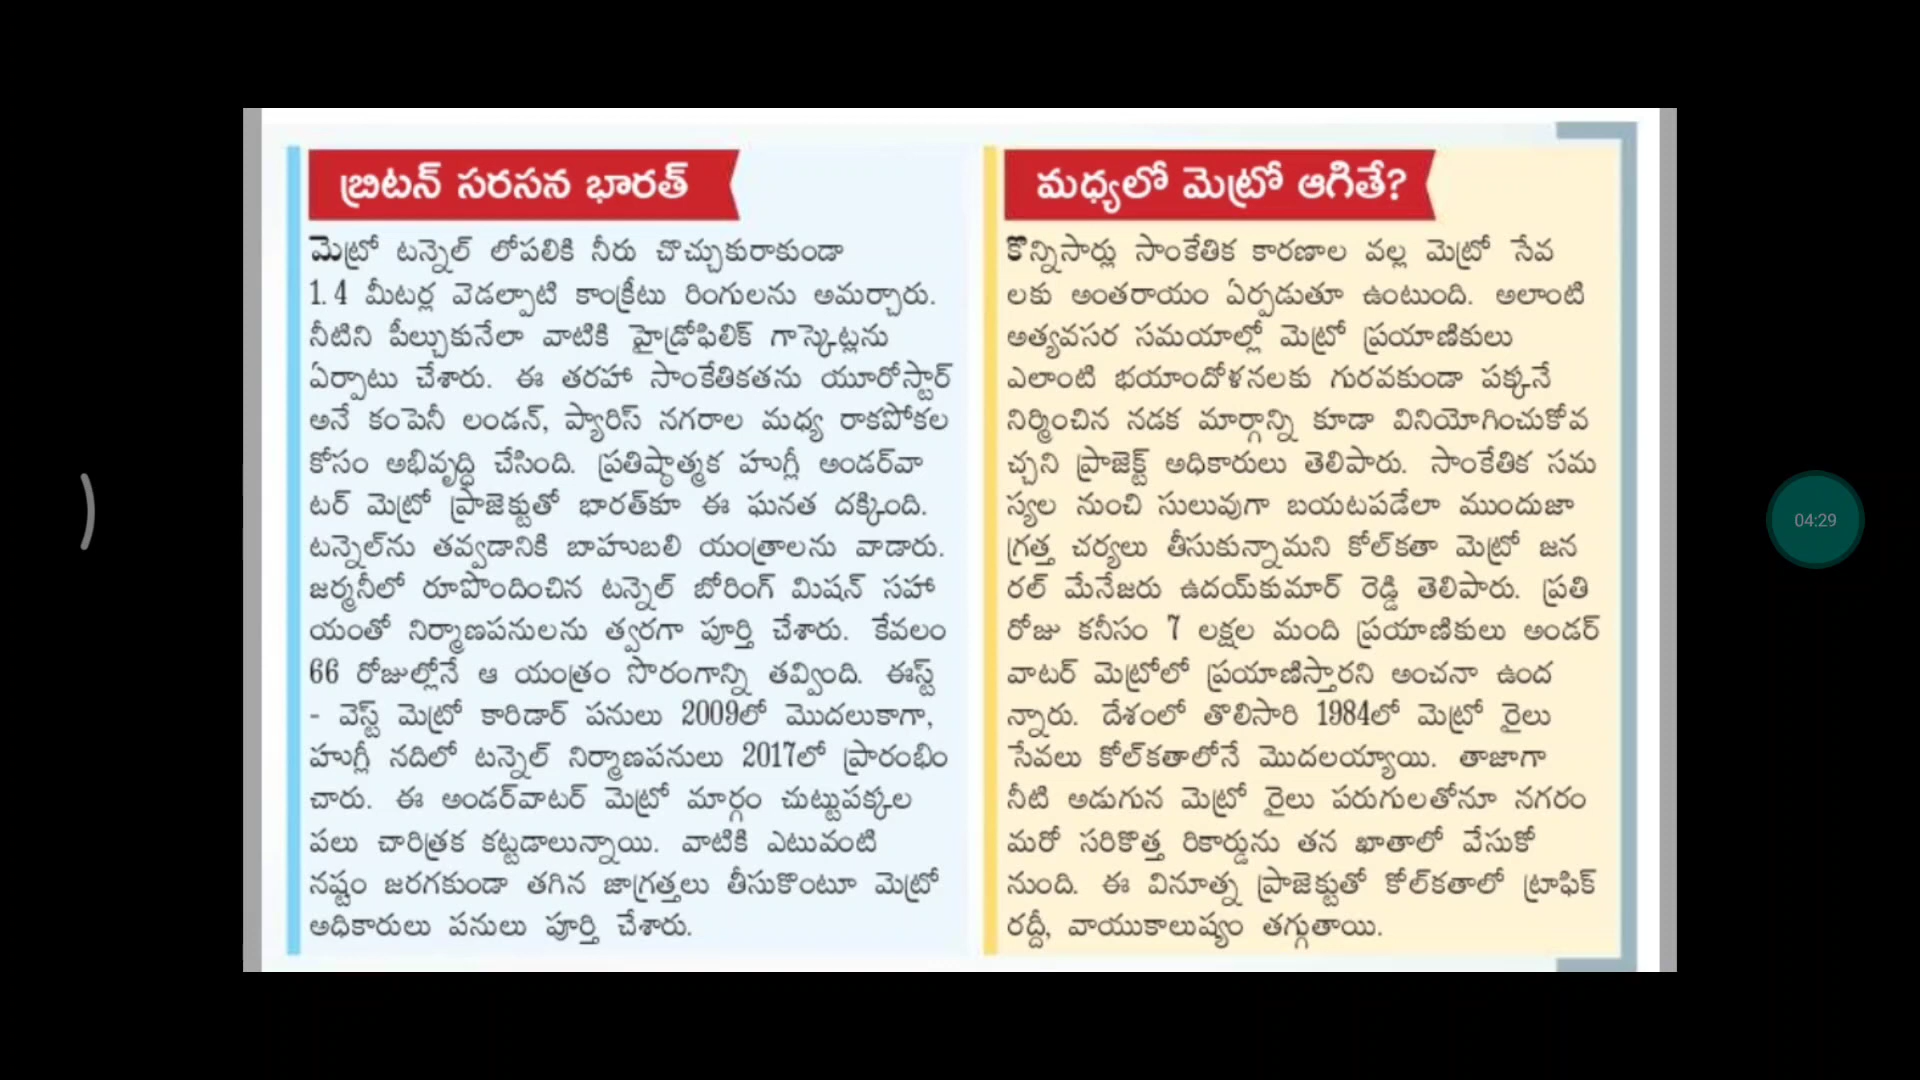 బ్రిటన్ సరసన భారత్
మెట్రో టన్నెల్ లోపలికి నీరు చొచ్చుకురాకుండా
1.4 మీటర్ల వెడల్పాటి కాంక్రీటు రింగులను అమర్చారు.
నీటిని పీల్చుకునేలా వాటికి హైడ్రోఫిలిక్ గాస్కెట్లను
ఏర్పాటు చేశారు. ఈ తరహా సాంకేతికతను యూరోస్టార్
అనే కంపెనీ లండన్, ప్యారిస్ నగరాల మధ్య రాకపోకల
కోసం అభివృద్ధి చేసింది. ప్రతిష్ఠాత్మక హుగ్లీ అండర్‌వా
టర్ మెట్రో ప్రాజెక్టుతో భారత్‌కూ ఈ ఘనత దక్కింది.
టన్నెల్‌ను తవ్వడానికి బాహుబలి యంత్రాలను వాడారు.
జర్మనీలో రూపొందించిన టన్నెల్ బోరింగ్ మిషన్ సహా
యంతో నిర్మాణపనులను త్వరగా పూర్తి చేశారు. కేవలం
66 రోజుల్లోనే ఆ యంత్రం సొరంగాన్ని తవ్వింది. ఈస్ట్
- వెస్ట్ మెట్రో కారిడార్ పనులు 2009లో మొదలుకాగా,
హుగ్లీ నదిలో టన్నెల్ నిర్మాణపనులు 2017లో ప్రారంభిం
చారు. ఈ అండర్‌వాటర్ మెట్రో మార్గం చుట్టుపక్కల
పలు చారిత్రక కట్టడాలున్నాయి. వాటికి ఎటువంటి
నష్టం జరగకుండా తగిన జాగ్రత్తలు తీసుకొంటూ మెట్రో
అధికారులు పనులు పూర్తి చేశారు.
మధ్యలో మెట్రో ఆగితే?
కొన్నిసార్లు సాంకేతిక కారణాల వల్ల మెట్రో సేవ
లకు అంతరాయం ఏర్పడుతూ ఉంటుంది. అలాంటి
అత్యవసర సమయాల్లో మెట్రో ప్రయాణికులు
ఎలాంటి భయాందోళనలకు గురవకుండా పక్కనే
నిర్మించిన నడక మార్గాన్ని కూడా వినియోగించుకోవ
చ్చని ప్రాజెక్ట్ అధికారులు తెలిపారు. సాంకేతిక సమ
స్యల నుంచి సులువుగా బయటపడేలా ముందుజా
గ్రత్త చర్యలు తీసుకున్నామని కోల్‌కతా మెట్రో జన
రల్ మేనేజరు ఉదయ్‌కుమార్ రెడ్డి తెలిపారు. ప్రతి
రోజు కనీసం 7 లక్షల మంది ప్రయాణికులు అండర్
వాటర్ మెట్రోలో ప్రయాణిస్తారని అంచనా ఉంద
న్నారు. దేశంలో తొలిసారి 1984లో మెట్రో రైలు
సేవలు కోల్‌కతాలోనే మొదలయ్యాయి. తాజాగా
నీటి అడుగున మెట్రో రైలు పరుగులతోనూ నగరం
మరో సరికొత్త రికార్డును తన ఖాతాలో వేసుకో
నుంది. ఈ వినూత్న ప్రాజెక్టుతో కోల్‌కతాలో ట్రాఫిక్
రద్దీ, వాయుకాలుష్యం తగ్గుతాయి.
04:29